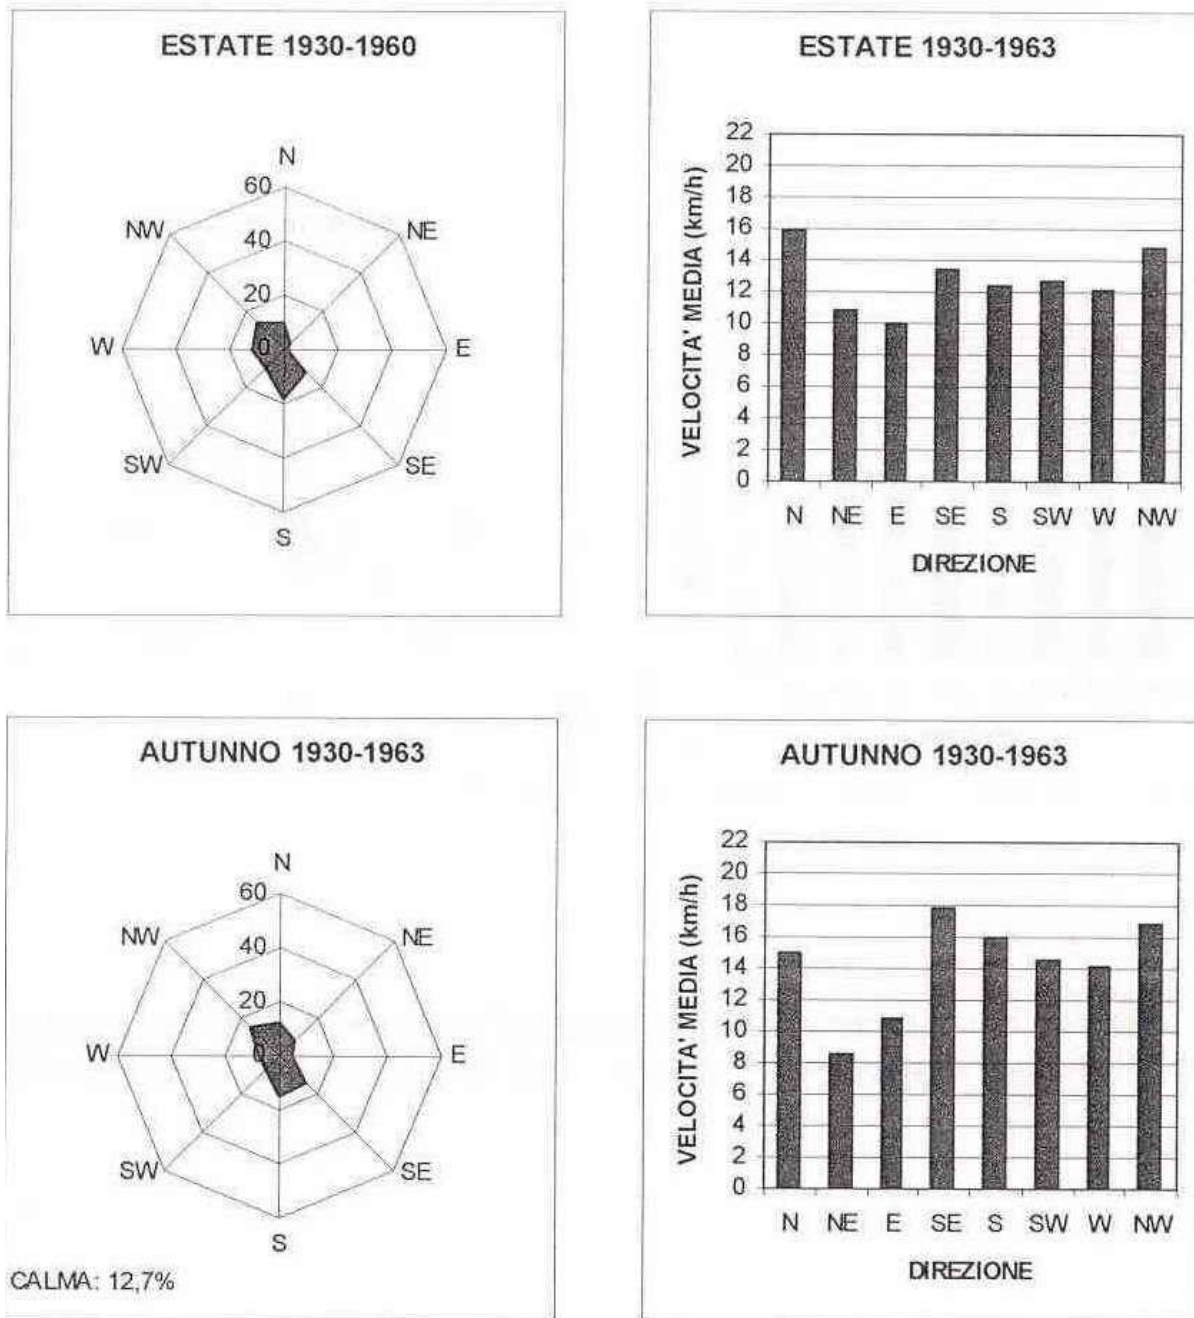 ESTATE 1930-1960
N
60
NW
NE
40
20
W
0
E
SW
SE
S
ESTATE 1930-1963
VELOCITA' MEDIA (km/h)
22
20
18
16
14
12
10
8
6
4
2
0
N NE E SE S SW W NW
DIREZIONE
AUTUNNO 1930-1963
N
60
NW
NE
40
20
W
0
E
SW
SE
S
CALMA: 12,7%
AUTUNNO 1930-1963
VELOCITA' MEDIA (km/h)
22
20
18
16
14
12
10
8
6
4
2
0
N NE E SE S SW W NW
DIREZIONE